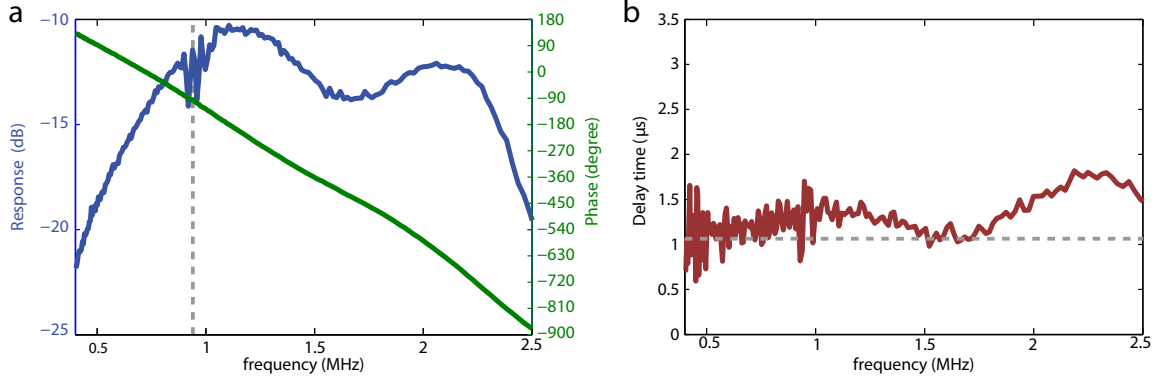 a
Response (dB)
−10
−15
−20
−25
180
90
0
−90
−180
−270
−360
−450
−540
−630
−720
−810
−900
Phase (degree)
0.5 1 1.5 2 2.5
frequency (MHz)
b
Delay time (µs)
3.5
3
2.5
2
1.5
1
0.5
0
0.5 1 1.5 2 2.5
frequency (MHz)